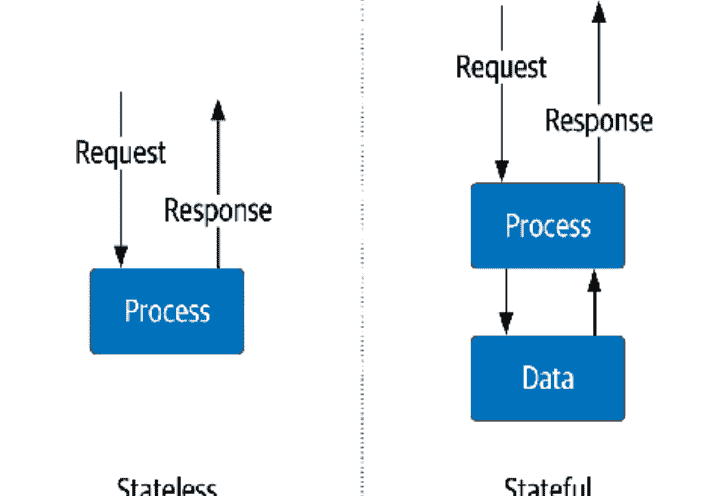 Request
Response
Process
Stateless
Request
Response
Process
Data
Stateful